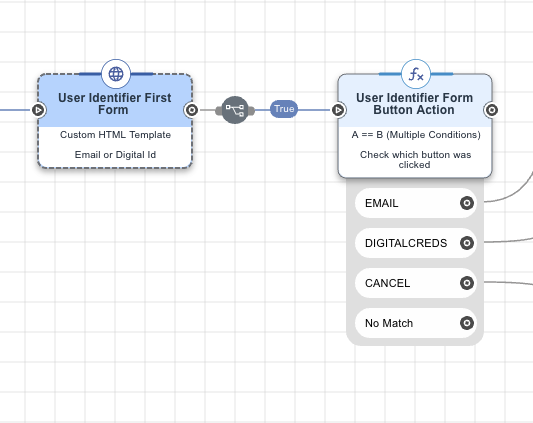 User Identifier First
Form
Custom HTML Template
Email or Digital Id
True
fx
User Identifier Form
Button Action
A == B (Multiple Conditions)
Check which button was
clicked
EMAIL
DIGITALCREDS
CANCEL
No Match